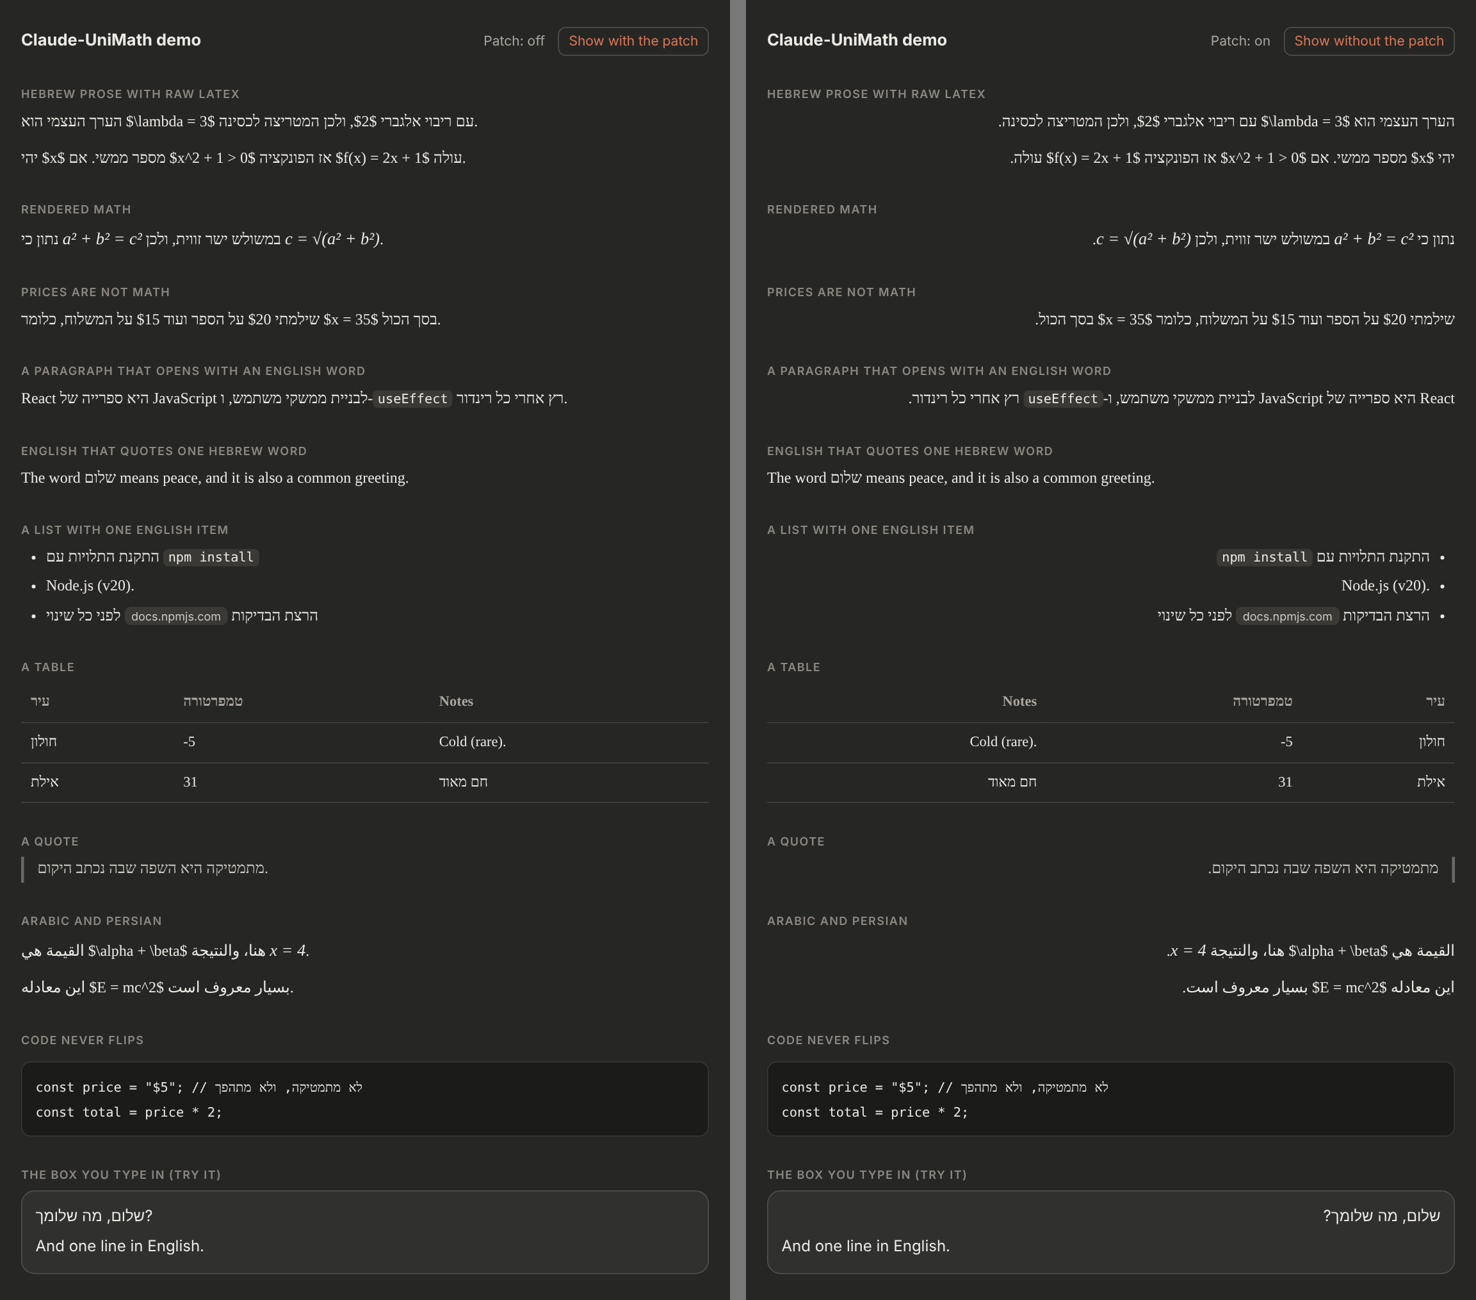 Claude-UniMath demo
Patch: off
Show with the patch
HEBREW PROSE WITH RAW LATEX
הערך העצמי הוא $\lambda = 3$ עם ריבוי אלגברי $2$, ולכן המטריצה לכסינה.
יהי $x$ מספר ממשי. אם $x^2 + 1 > 0$ אז הפונקציה $f(x) = 2x + 1$ עולה.
RENDERED MATH
נתון כי a² + b² = c² במשולש ישר זווית, ולכן c = √(a² + b²).
PRICES ARE NOT MATH
שילמתי $20 על הספר ועוד $15 על המשלוח, כלומר $x = 35$ בסך הכול.
A PARAGRAPH THAT OPENS WITH AN ENGLISH WORD
React היא ספרייה של JavaScript לבניית ממשקי משתמש, ו-useEffect רץ אחרי כל רינדור.
ENGLISH THAT QUOTES ONE HEBREW WORD
The word שלום means peace, and it is also a common greeting.
A LIST WITH ONE ENGLISH ITEM
• התקנת התלויות עם npm install
• Node.js (v20).
• הרצת הבדיקות docs.npmjs.com לפני כל שינוי
A TABLE
עיר טמפרטורה Notes
חולון -5 Cold (rare).
אילת 31 חם מאוד
A QUOTE
מתמטיקה היא השפה שבה נכתב היקום.
ARABIC AND PERSIAN
القيمة هي $\alpha + \beta$ هنا، والنتيجة x = 4.
این معادله $E = mc^2$ بسیار معروف است.
CODE NEVER FLIPS
const price = "$5"; // לא מתמטיקה, ולא מתהפך
const total = price * 2;
THE BOX YOU TYPE IN (TRY IT)
שלום, מה שלומך?
And one line in English.
Claude-UniMath demo
Patch: on
Show without the patch
HEBREW PROSE WITH RAW LATEX
הערך העצמי הוא $\lambda = 3$ עם ריבוי אלגברי $2$, ולכן המטריצה לכסינה.
יהי $x$ מספר ממשי. אם $x^2 + 1 > 0$ אז הפונקציה $f(x) = 2x + 1$ עולה.
RENDERED MATH
נתון כי a² + b² = c² במשולש ישר זווית, ולכן c = √(a² + b²).
PRICES ARE NOT MATH
שילמתי $20 על הספר ועוד $15 על המשלוח, כלומר $x = 35$ בסך הכול.
A PARAGRAPH THAT OPENS WITH AN ENGLISH WORD
React היא ספרייה של JavaScript לבניית ממשקי משתמש, ו-useEffect רץ אחרי כל רינדור.
ENGLISH THAT QUOTES ONE HEBREW WORD
The word שלום means peace, and it is also a common greeting.
A LIST WITH ONE ENGLISH ITEM
• התקנת התלויות עם npm install
• Node.js (v20).
• הרצת הבדיקות docs.npmjs.com לפני כל שינוי
A TABLE
עיר טמפרטורה Notes
חולון -5 Cold (rare).
אילת 31 חם מאוד
A QUOTE
מתמטיקה היא השפה שבה נכתב היקום.
ARABIC AND PERSIAN
القيمة هي $\alpha + \beta$ هنا، والنتيجة x = 4.
این معادله $E = mc^2$ بسیار معروف است.
CODE NEVER FLIPS
const price = "$5"; // לא מתמטיקה, ולא מתהפך
const total = price * 2;
THE BOX YOU TYPE IN (TRY IT)
שלום, מה שלומך?
And one line in English.